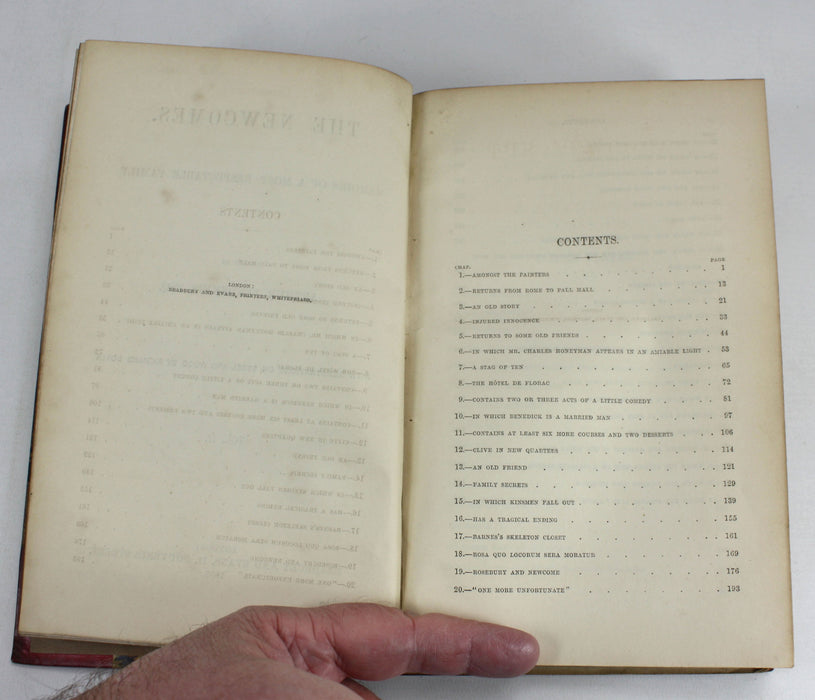 LONDON:
BRADBURY AND EVANS, PRINTERS, WHITEFRIARS.
CONTENTS.
CHAP. PAGE
1.—AMONGST THE PAINTERS . . . . . . . 1
2.—RETURNS FROM ROME TO PALL MALL . . . . . . 13
3.—AN OLD STORY . . . . . . . . 21
4.—INJURED INNOCENCE . . . . . . . . 33
5.—RETURNS TO SOME OLD FRIENDS . . . . . . 44
6.—IN WHICH MR. CHARLES HONEYMAN APPEARS IN AN AMIABLE LIGHT . 53
7.—A STAG OF TEN . . . . . . . . 65
8.—THE HÔTEL DE FLORAC . . . . . . . 72
9.—CONTAINS TWO OR THREE ACTS OF A LITTLE COMEDY . . . . 81
10.—IN WHICH BENEDICK IS A MARRIED MAN . . . . . 97
11.—CONTAINS AT LEAST SIX MORE COURSES AND TWO DESSERTS . . . 106
12.—CLIVE IN NEW QUARTERS . . . . . . . 114
13.—AN OLD FRIEND . . . . . . . . 121
14.—FAMILY SECRETS . . . . . . . . 129
15.—IN WHICH KINSMEN FALL OUT . . . . . . 139
16.—HAS A TRAGICAL ENDING . . . . . . . 155
17.—BARNES'S SKELETON CLOSET . . . . . . . 161
18.—ROSA QUO LOCORUM SERA MORATUR . . . . . . 169
19.—ROSEBURY AND NEWCOME . . . . . . . 176
20.—"ONE MORE UNFORTUNATE" . . . . . . . 193